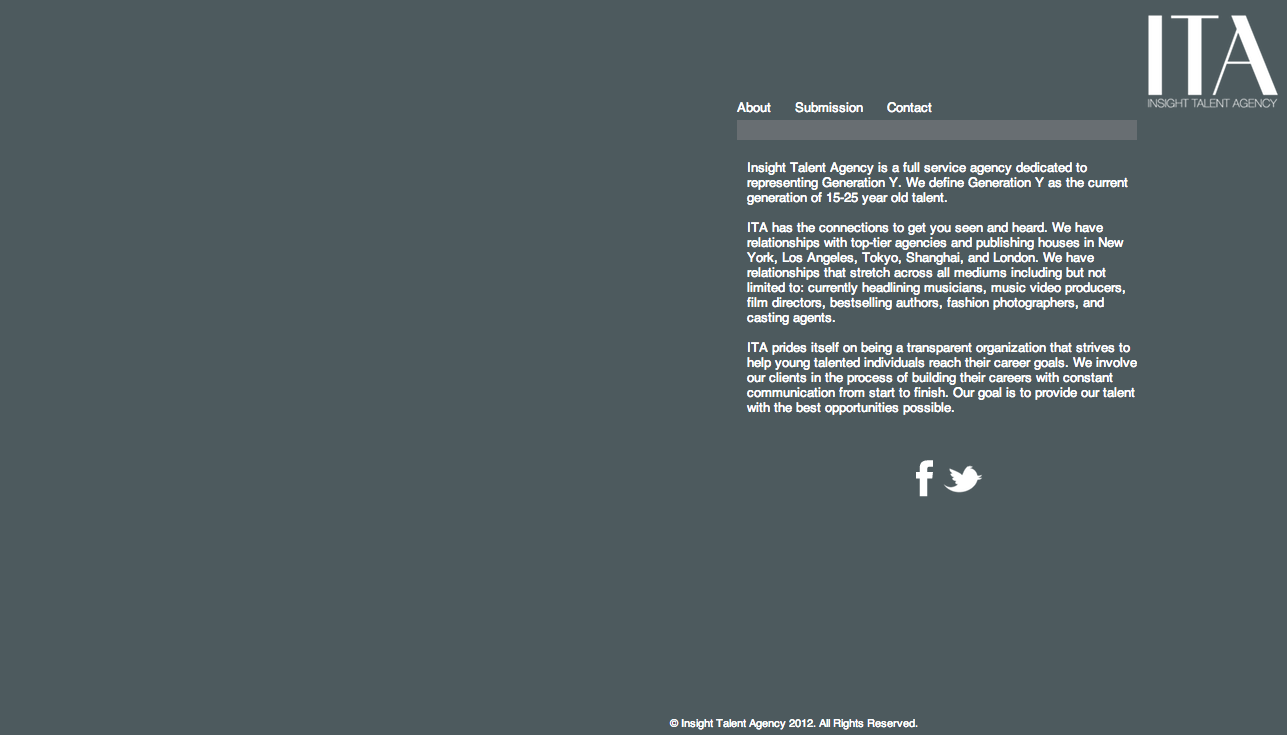 ITA
INSIGHT TALENT AGENCY
About Submission Contact
Insight Talent Agency is a full service agency dedicated to
representing Generation Y. We define Generation Y as the current
generation of 15-25 year old talent.
ITA has the connections to get you seen and heard. We have
relationships with top-tier agencies and publishing houses in New
York, Los Angeles, Tokyo, Shanghai, and London. We have
relationships that stretch across all mediums including but not
limited to: currently headlining musicians, music video producers,
film directors, bestselling authors, fashion photographers, and
casting agents.
ITA prides itself on being a transparent organization that strives to
help young talented individuals reach their career goals. We involve
our clients in the process of building their careers with constant
communication from start to finish. Our goal is to provide our talent
with the best opportunities possible.
© Insight Talent Agency 2012. All Rights Reserved.